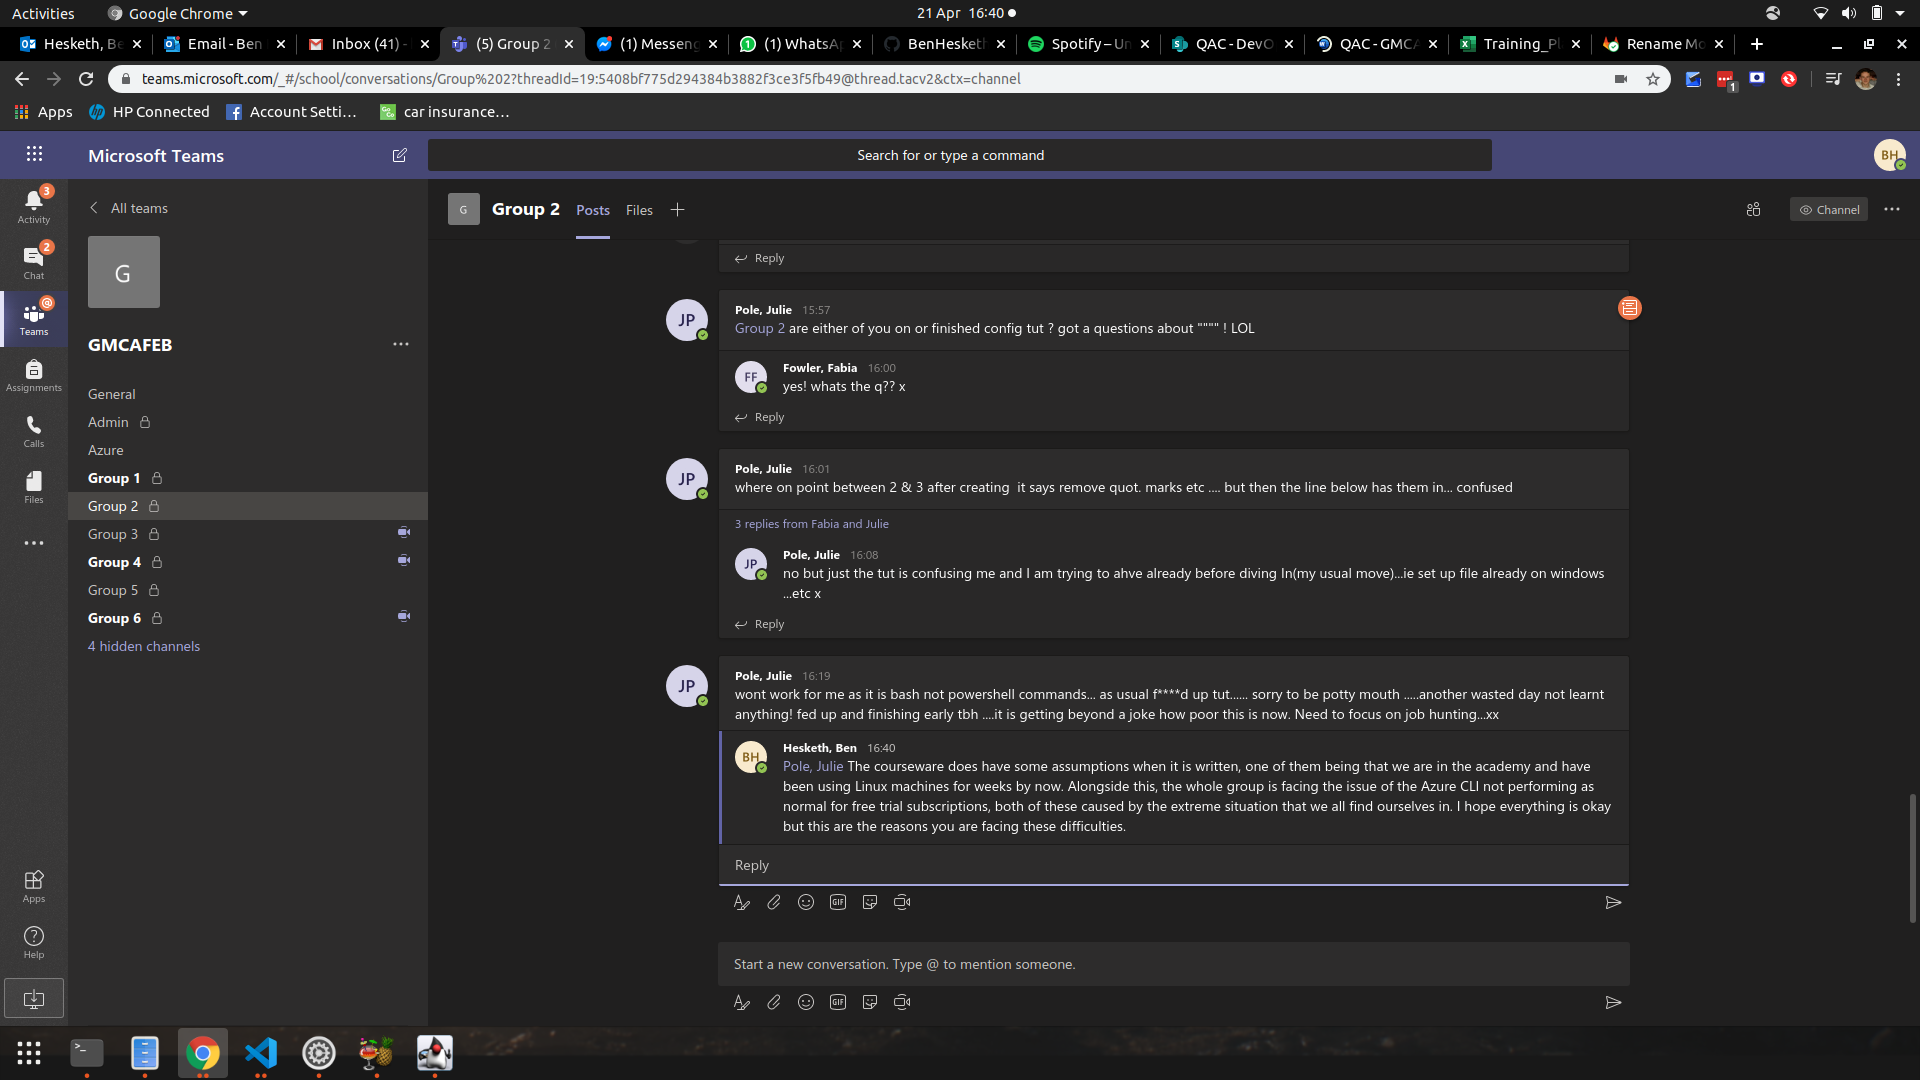 Activities
Google Chrome
21 Apr 16:40
Hesketh, Be
Email - Ben
Inbox (41) -
(5) Group 2
(1) Messeng
(1) WhatsAp
BenHesketh
Spotify – Un
QAC - DevO
QAC - GMCA
Training_Pl
Rename Mo
teams.microsoft.com/_#/school/conversations/Group%202?threadId=19:5408bf775d294384b3882f3ce3f5fb49@thread.tacv2&ctx=channel
1
Apps
HP Connected
Account Setti…
car insurance…
Microsoft Teams
Search for or type a command
BH
3
Activity
2
Chat
@
Teams
Assignments
Calls
Files
Apps
Help
All teams
G
GMCAFEB
General
Admin
Azure
Group 1
Group 2
Group 3
Group 4
Group 5
Group 6
4 hidden channels
G
Group 2
Posts
Files
Channel
Reply
JP
Pole, Julie 15:57
Group 2 are either of you on or finished config tut ? got a questions about """" ! LOL
FF
Fowler, Fabia 16:00
yes! whats the q?? x
Reply
JP
Pole, Julie 16:01
where on point between 2 & 3 after creating it says remove quot. marks etc .... but then the line below has them in... confused
3 replies from Fabia and Julie
JP
Pole, Julie 16:08
no but just the tut is confusing me and I am trying to ahve already before diving In(my usual move)...ie set up file already on windows
...etc x
Reply
JP
Pole, Julie 16:19
wont work for me as it is bash not powershell commands... as usual f****d up tut...... sorry to be potty mouth .....another wasted day not learnt
anything! fed up and finishing early tbh ....it is getting beyond a joke how poor this is now. Need to focus on job hunting...xx
BH
Hesketh, Ben 16:40
Pole, Julie The courseware does have some assumptions when it is written, one of them being that we are in the academy and have
been using Linux machines for weeks by now. Alongside this, the whole group is facing the issue of the Azure CLI not performing as
normal for free trial subscriptions, both of these caused by the extreme situation that we all find ourselves in. I hope everything is okay
but this are the reasons you are facing these difficulties.
Reply
GIF
Start a new conversation. Type @ to mention someone.
GIF